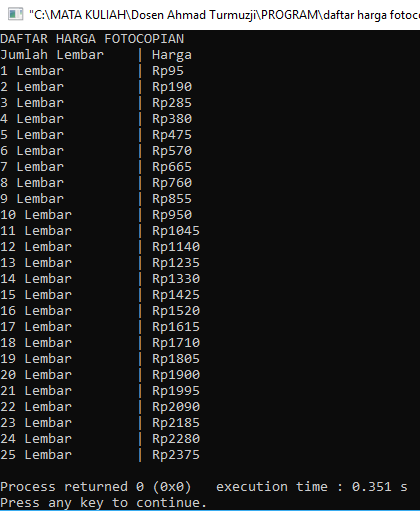 "C:\MATA KULIAH\Dosen Ahmad Turmuzji\PROGRAM\daftar harga fotoco
DAFTAR HARGA FOTOCOPIAN
Jumlah Lembar | Harga
1 Lembar | Rp95
2 Lembar | Rp190
3 Lembar | Rp285
4 Lembar | Rp380
5 Lembar | Rp475
6 Lembar | Rp570
7 Lembar | Rp665
8 Lembar | Rp760
9 Lembar | Rp855
10 Lembar | Rp950
11 Lembar | Rp1045
12 Lembar | Rp1140
13 Lembar | Rp1235
14 Lembar | Rp1330
15 Lembar | Rp1425
16 Lembar | Rp1520
17 Lembar | Rp1615
18 Lembar | Rp1710
19 Lembar | Rp1805
20 Lembar | Rp1900
21 Lembar | Rp1995
22 Lembar | Rp2090
23 Lembar | Rp2185
24 Lembar | Rp2280
25 Lembar | Rp2375
Process returned 0 (0x0)   execution time : 0.351 s
Press any key to continue.